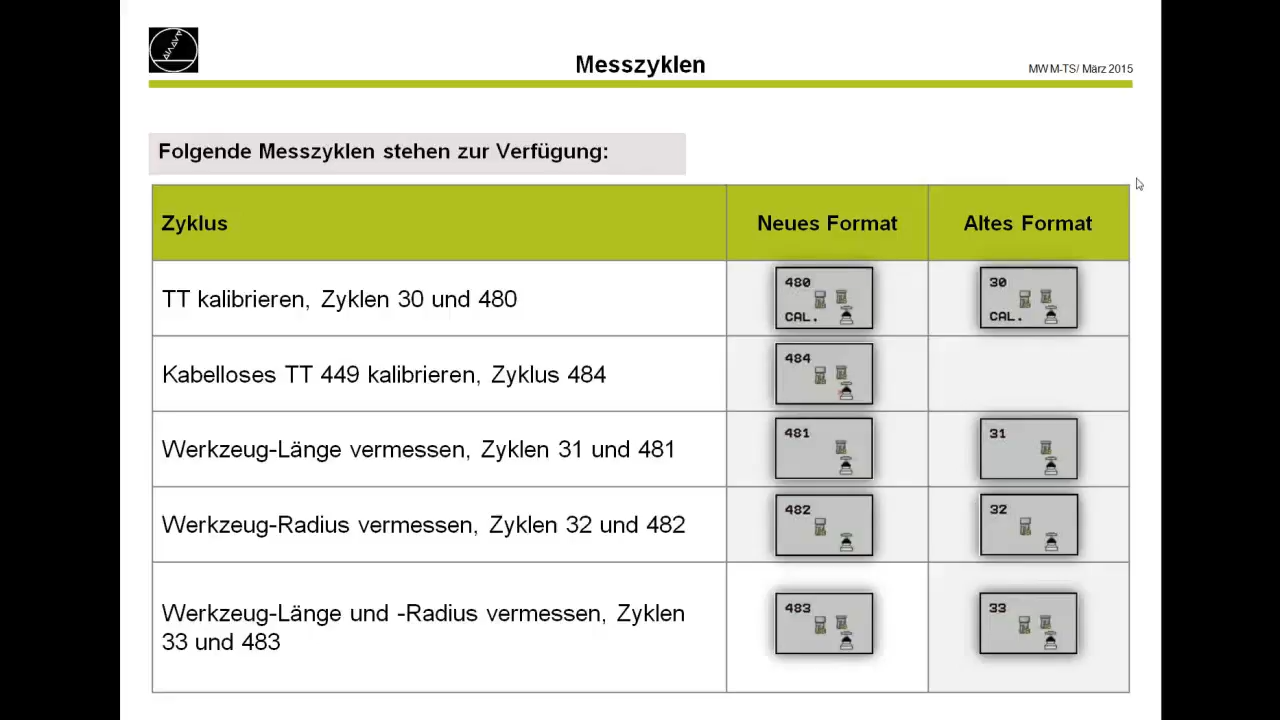 Messzyklen
MWM-TS/ März 2015
Folgende Messzyklen stehen zur Verfügung:
Zyklus
Neues Format
Altes Format
TT kalibrieren, Zyklen 30 und 480
480
CAL.
30
CAL.
Kabelloses TT 449 kalibrieren, Zyklus 484
484
Werkzeug-Länge vermessen, Zyklen 31 und 481
481
31
Werkzeug-Radius vermessen, Zyklen 32 und 482
482
32
Werkzeug-Länge und -Radius vermessen, Zyklen
33 und 483
483
33